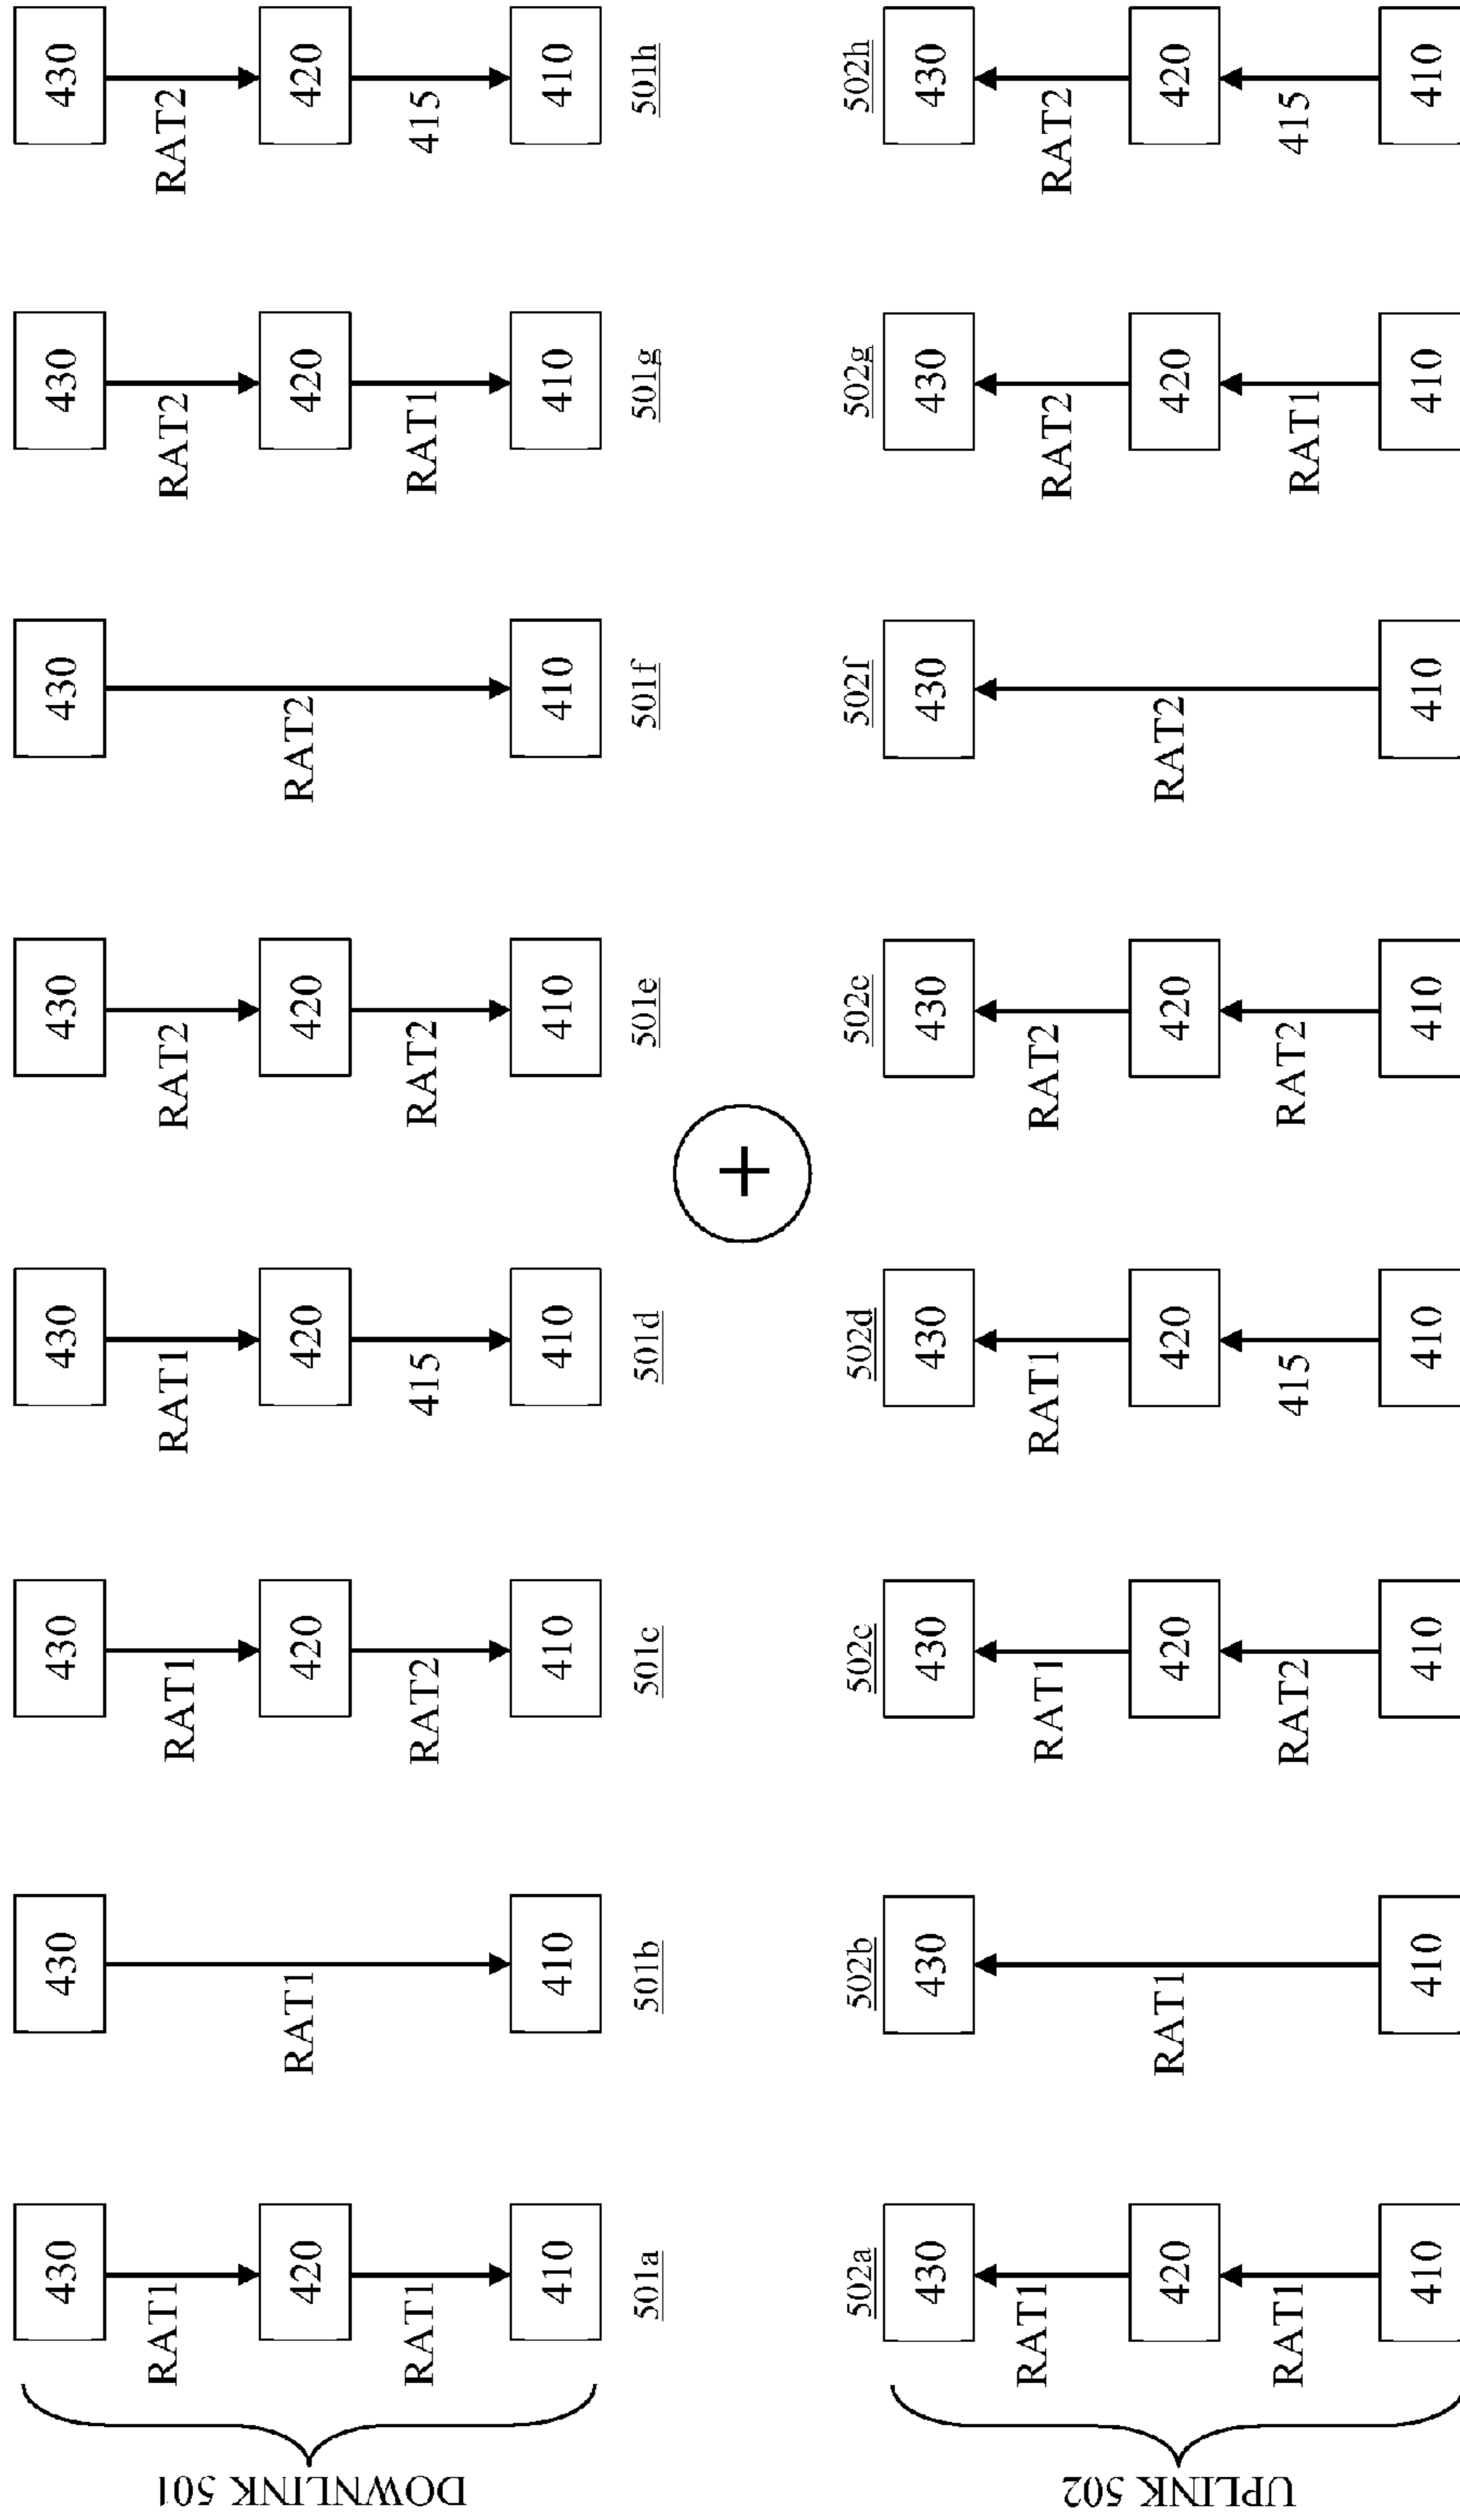 DOWNLINK 501
430 430 430 430 430 430 430 430
RAT1 RAT1 RAT1 RAT2 RAT2 RAT2
420 RAT1 420 420 420 RAT2 420 420
RAT1 RAT2 415 RAT2 RAT1 415
410 410 410 410 410 410 410 410
501a 501b 501c 501d 501e 501f 501g 501h
+
UPLINK 502
502a 502b 502c 502d 502c 502f 502g 502h
430 430 430 430 430 430 430 430
RAT1 RAT1 RAT1 RAT2 RAT2 RAT2
420 RAT1 420 420 420 RAT2 420 420
RAT1 RAT2 415 RAT2 RAT1 415
410 410 410 410 410 410 410 410